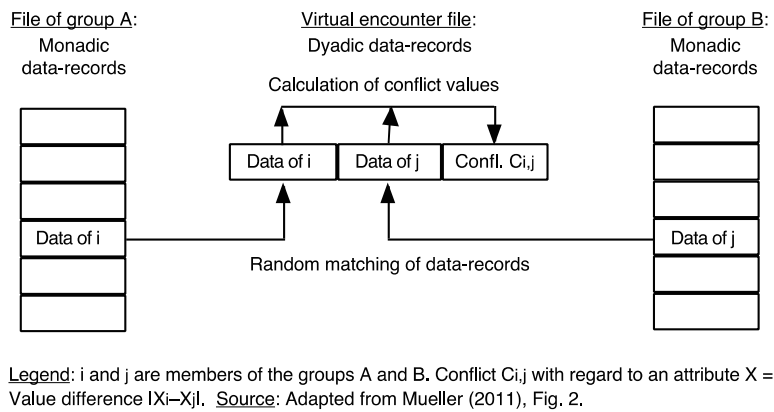 File of group A:
Monadic
data-records
Virtual encounter file:
Dyadic data-records
File of group B:
Monadic
data-records
Calculation of conflict values
Data of i
Data of j
Confl. Ci,j
Data of i
Data of j
Random matching of data-records
Legend: i and j are members of the groups A and B. Conflict Ci,j with regard to an attribute X =
Value difference |Xi–Xj|. Source: Adapted from Mueller (2011), Fig. 2.